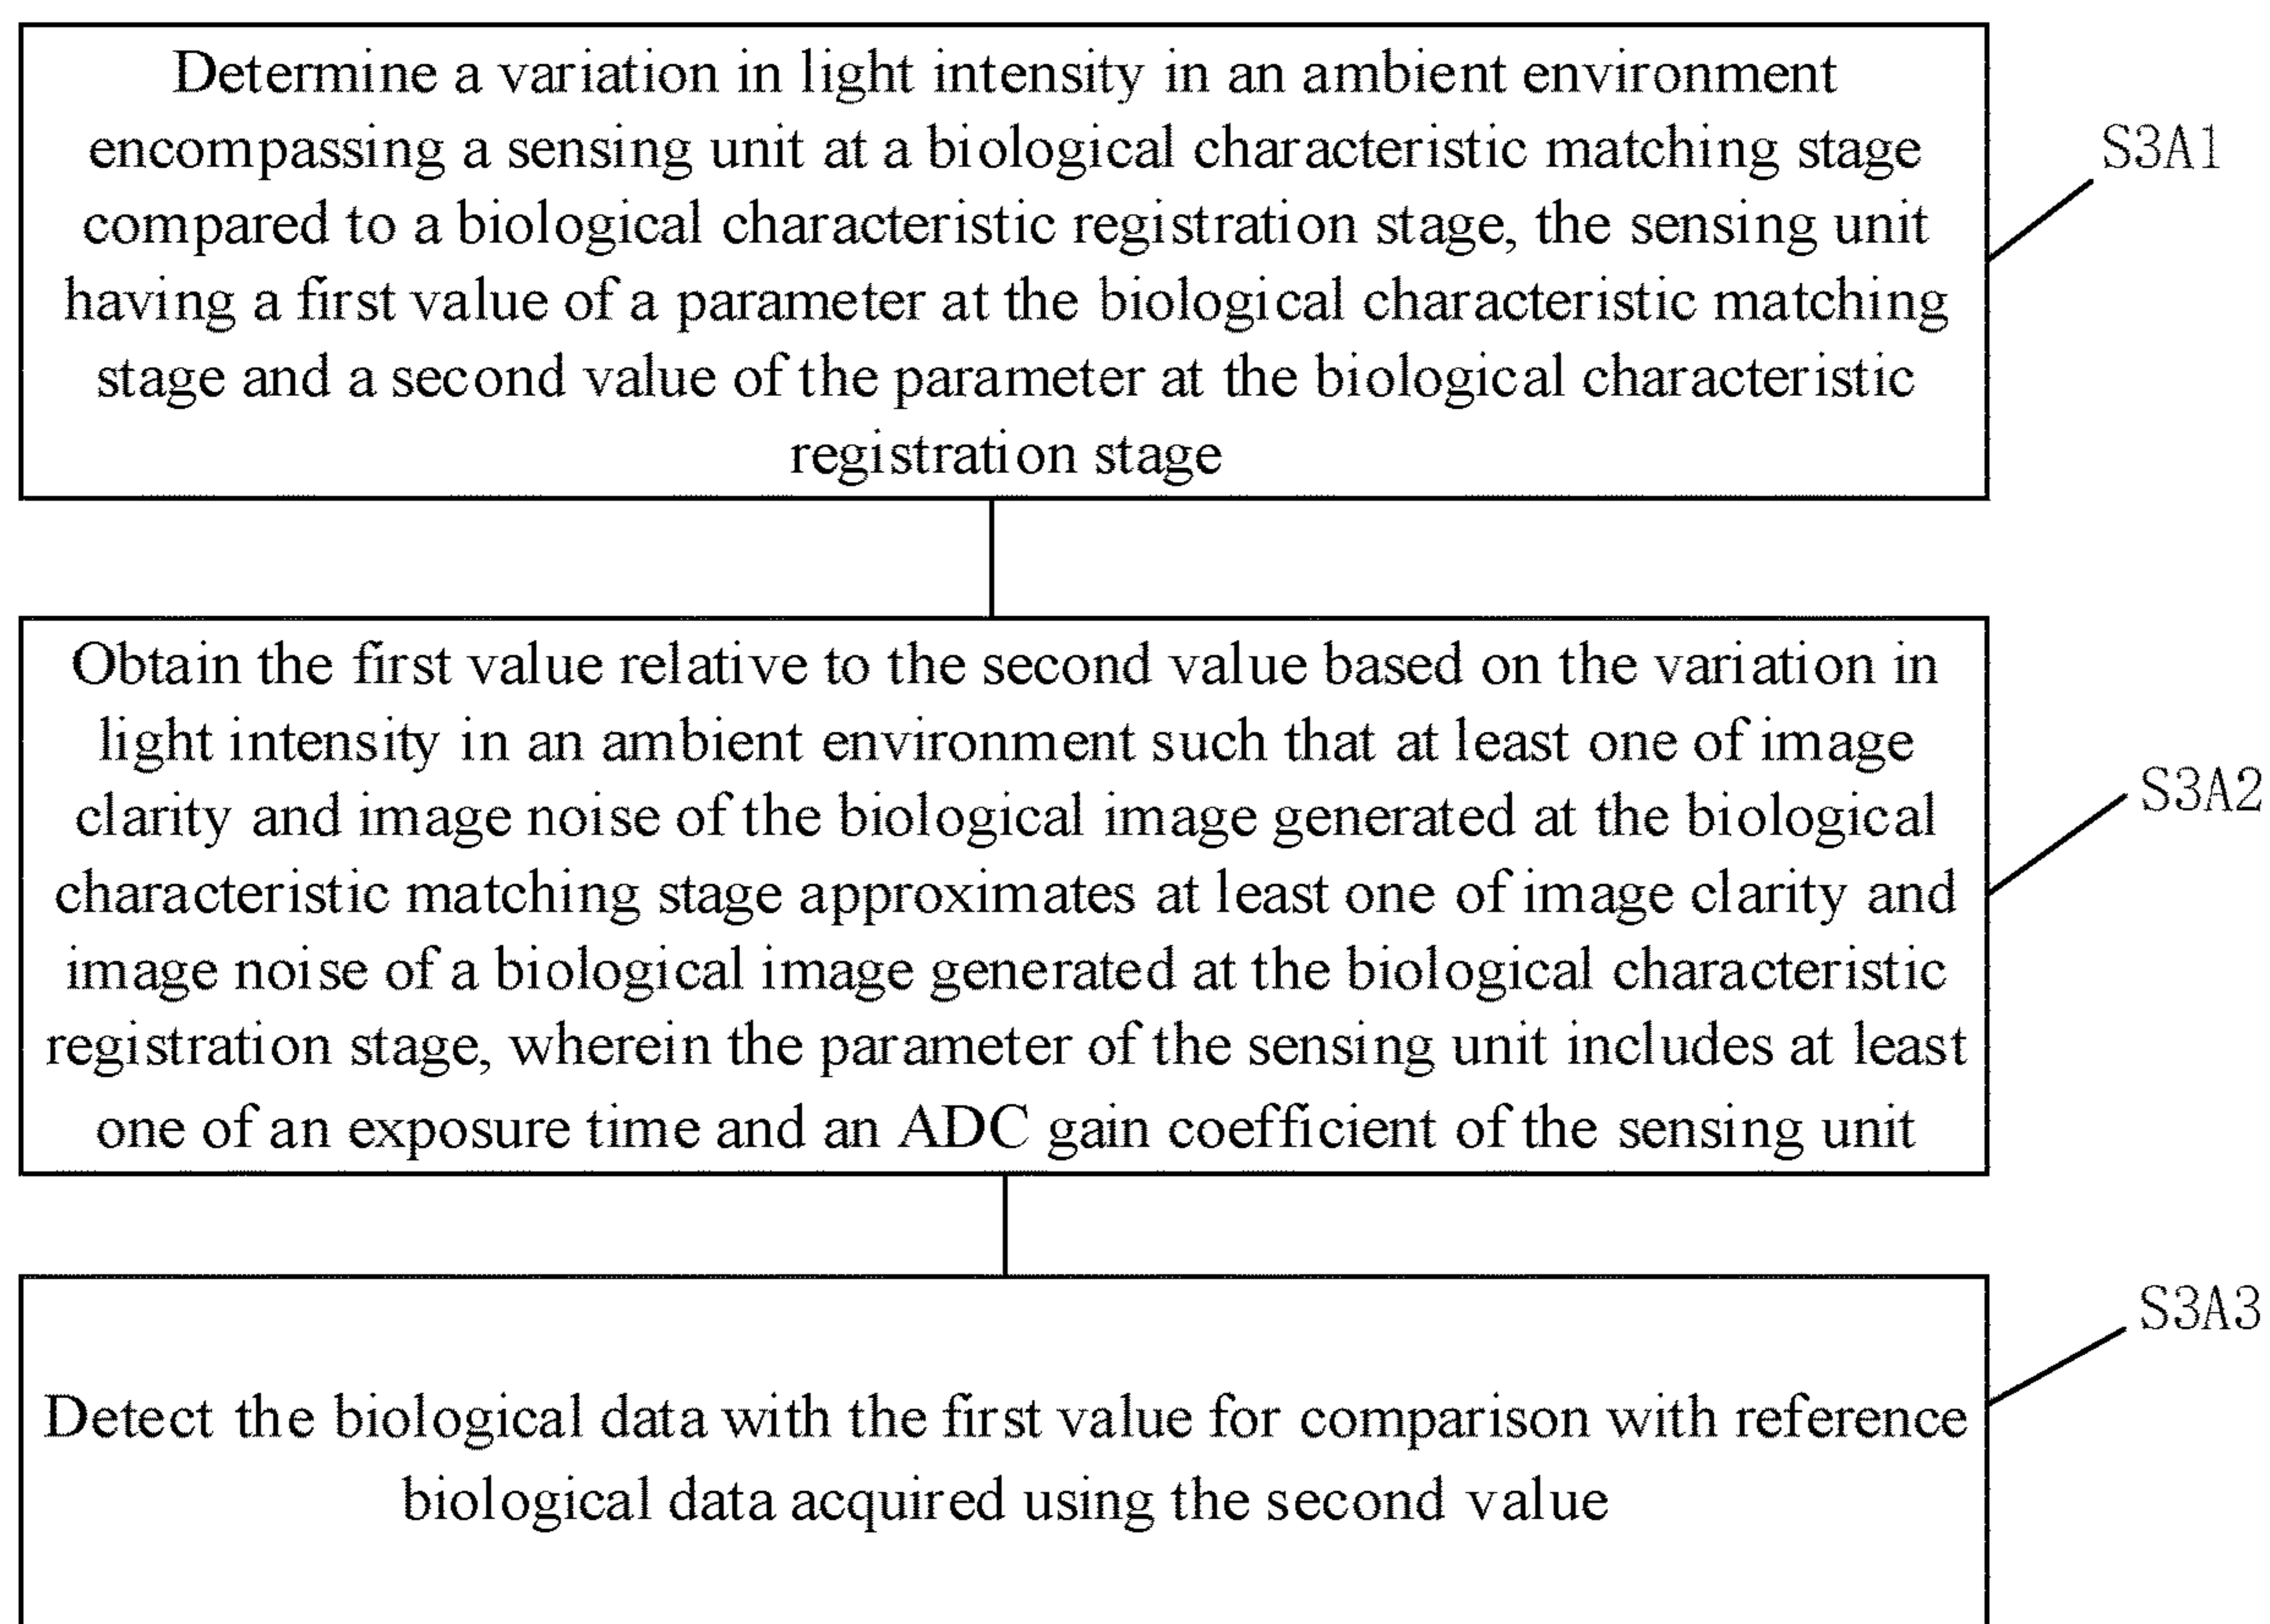 Determine a variation in light intensity in an ambient environment
encompassing a sensing unit at a biological characteristic matching stage
compared to a biological characteristic registration stage, the sensing unit
having a first value of a parameter at the biological characteristic matching
stage and a second value of the parameter at the biological characteristic
registration stage
S3A1
Obtain the first value relative to the second value based on the variation in
light intensity in an ambient environment such that at least one of image
clarity and image noise of the biological image generated at the biological
characteristic matching stage approximates at least one of image clarity and
image noise of a biological image generated at the biological characteristic
registration stage, wherein the parameter of the sensing unit includes at least
one of an exposure time and an ADC gain coefficient of the sensing unit
S3A2
Detect the biological data with the first value for comparison with reference
biological data acquired using the second value
S3A3